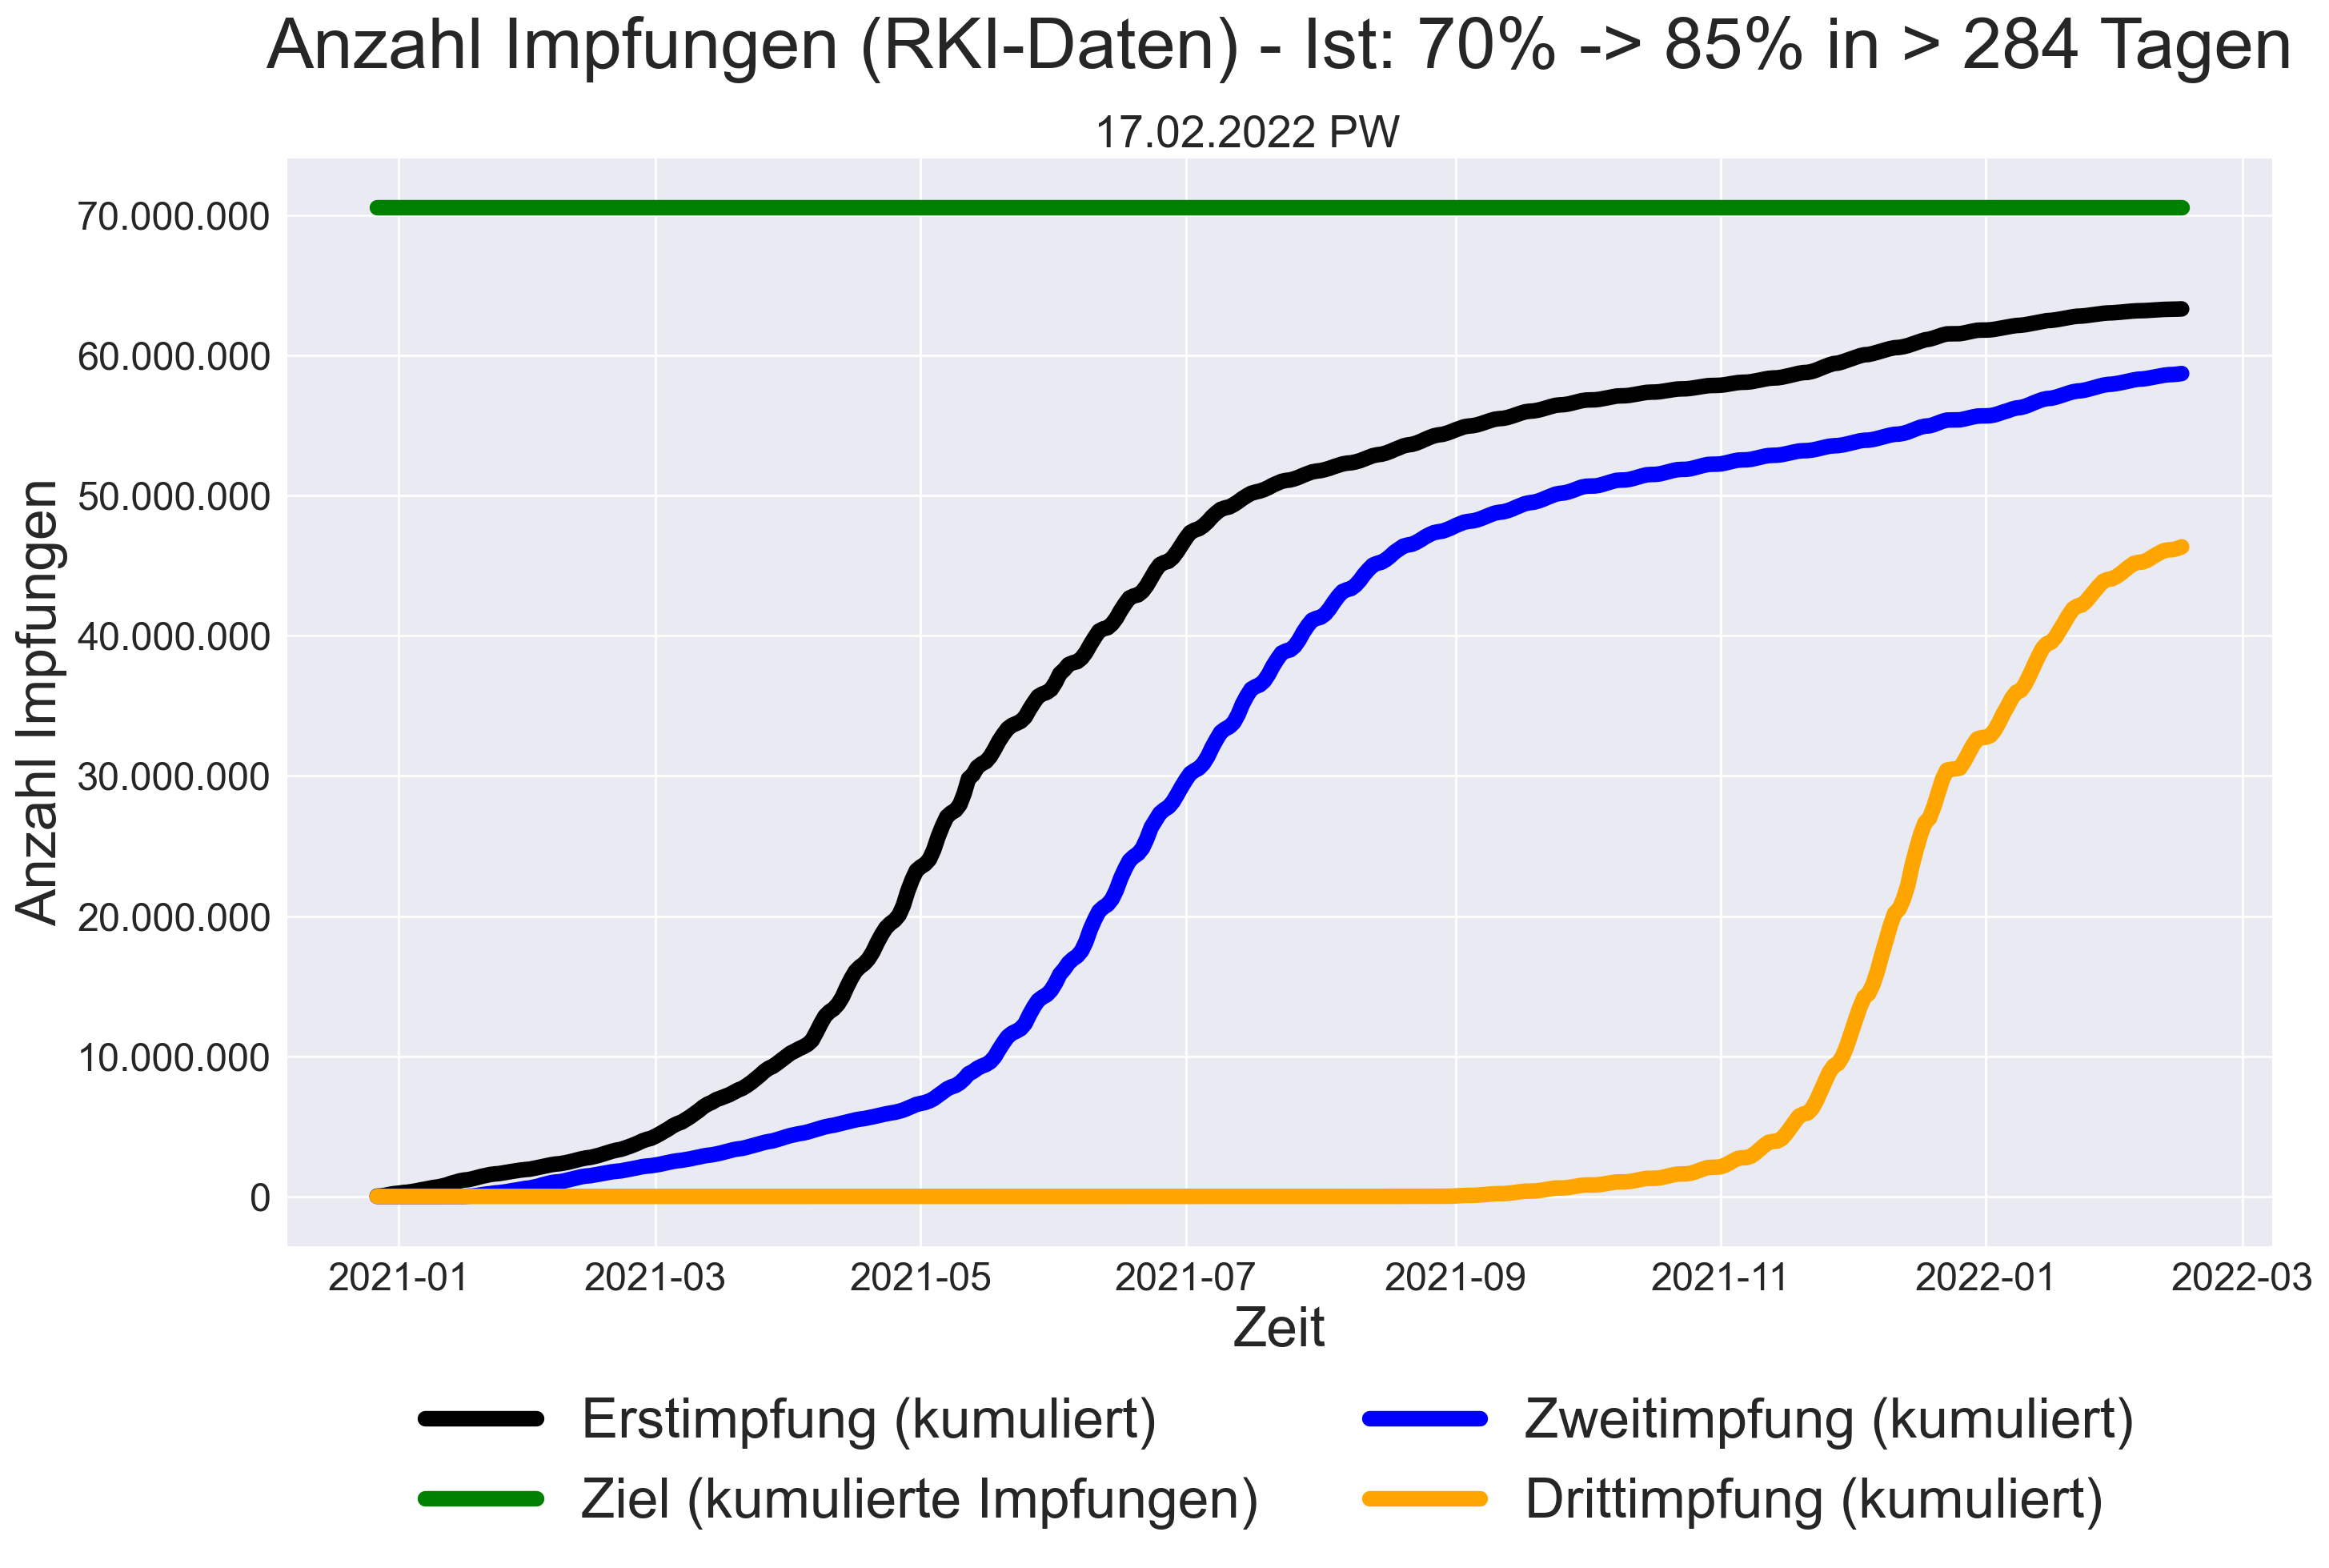 Anzahl Impfungen (RKI-Daten) - Ist: 70% -> 85% in > 284 Tagen
17.02.2022 PW
70.000.000
60.000.000
50.000.000
40.000.000
30.000.000
20.000.000
10.000.000
0
Anzahl Impfungen
2021-01 2021-03 2021-05 2021-07 2021-09 2021-11 2022-01 2022-03
Zeit
Erstimpfung (kumuliert) Zweitimpfung (kumuliert)
Ziel (kumulierte Impfungen) Drittimpfung (kumuliert)